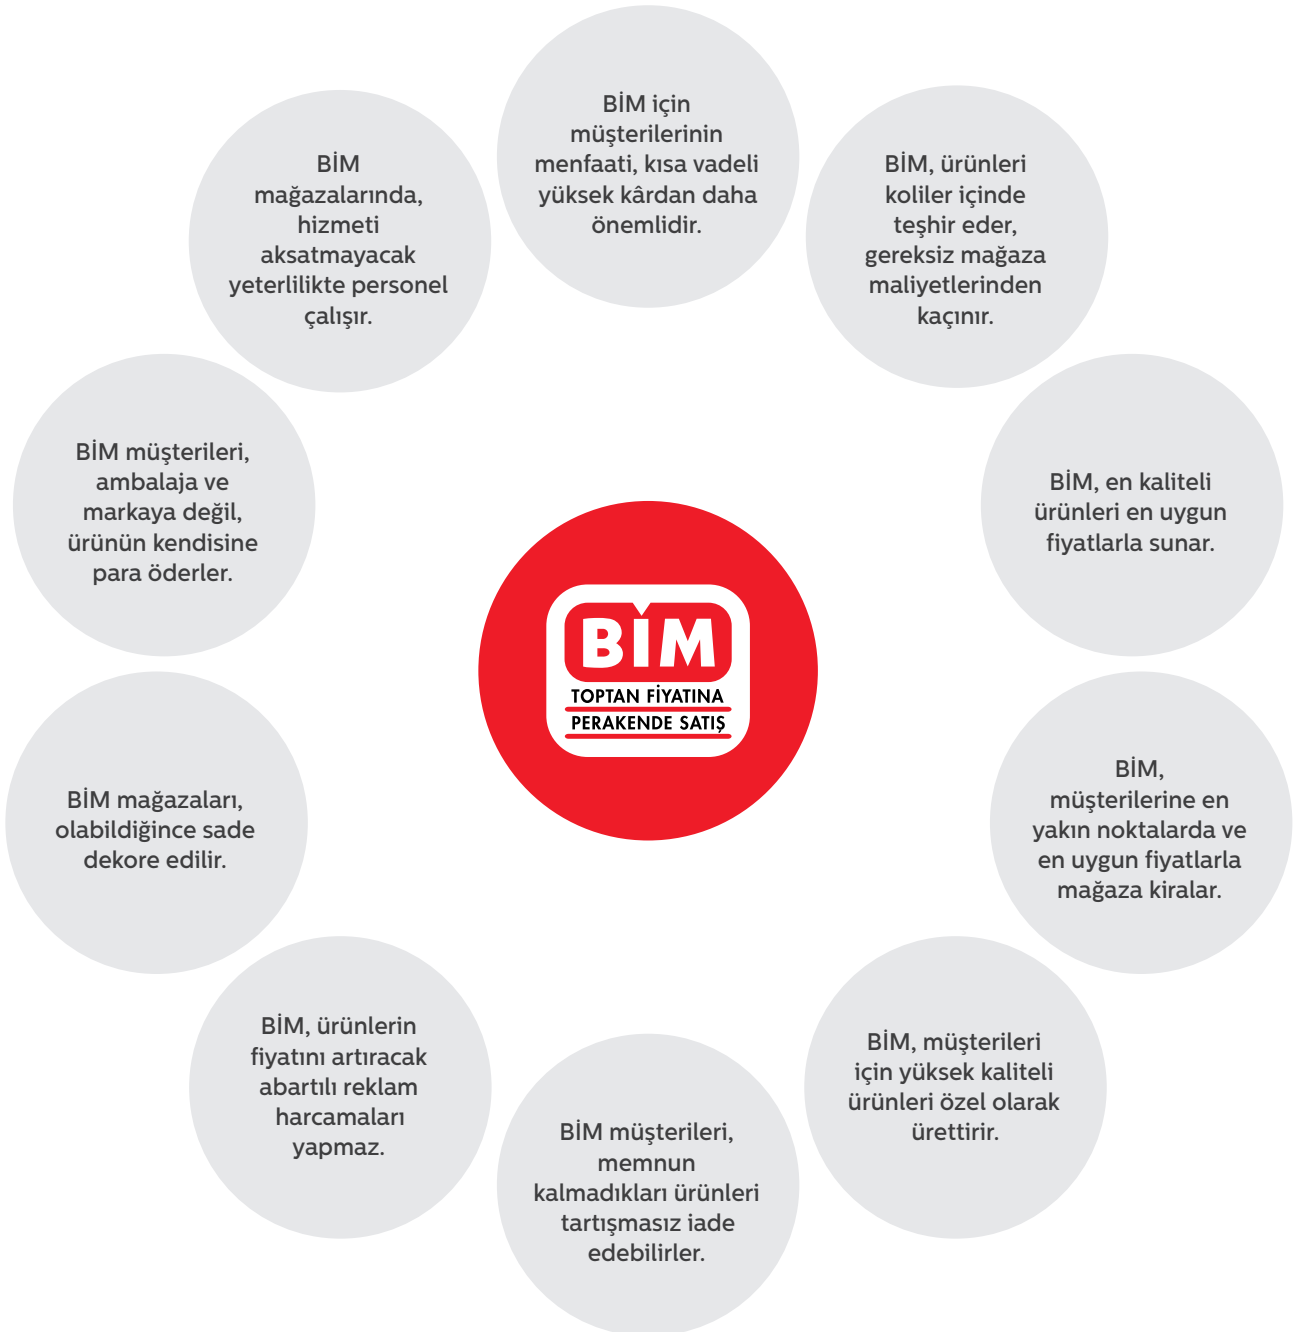 BİM için
müşterilerinin
menfaati, kısa vadeli
yüksek kârdan daha
önemlidir.
BİM, ürünleri
koliler içinde
teşhir eder,
gereksiz mağaza
maliyetlerinden
kaçınır.
BİM, en kaliteli
ürünleri en uygun
fiyatlarla sunar.
BİM,
müşterilerine en
yakın noktalarda ve
en uygun fiyatlarla
mağaza kiralar.
BİM, müşterileri
için yüksek kaliteli
ürünleri özel olarak
ürettirir.
BİM müşterileri,
memnun
kalmadıkları ürünleri
tartışmasız iade
edebilirler.
BİM, ürünlerin
fiyatını artıracak
abartılı reklam
harcamaları
yapmaz.
BİM mağazaları,
olabildiğince sade
dekore edilir.
BİM müşterileri,
ambalaja ve
markaya değil,
ürünün kendisine
para öderler.
BİM
mağazalarında,
hizmeti
aksatmayacak
yeterlilikte personel
çalışır.
BİM
TOPTAN FİYATINA
PERAKENDE SATIŞ